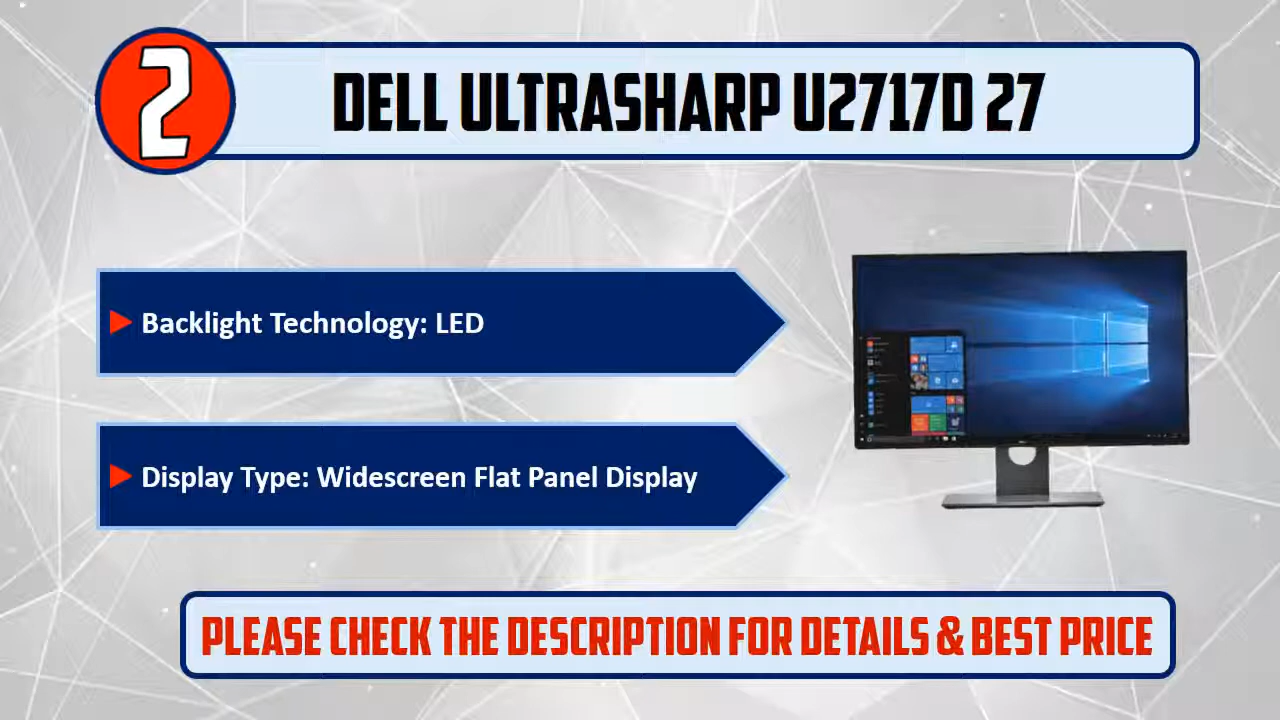 2
DELL ULTRASHARP U2717D 27
Backlight Technology: LED
Display Type: Widescreen Flat Panel Display
PLEASE CHECK THE DESCRIPTION FOR DETAILS & BEST PRICE